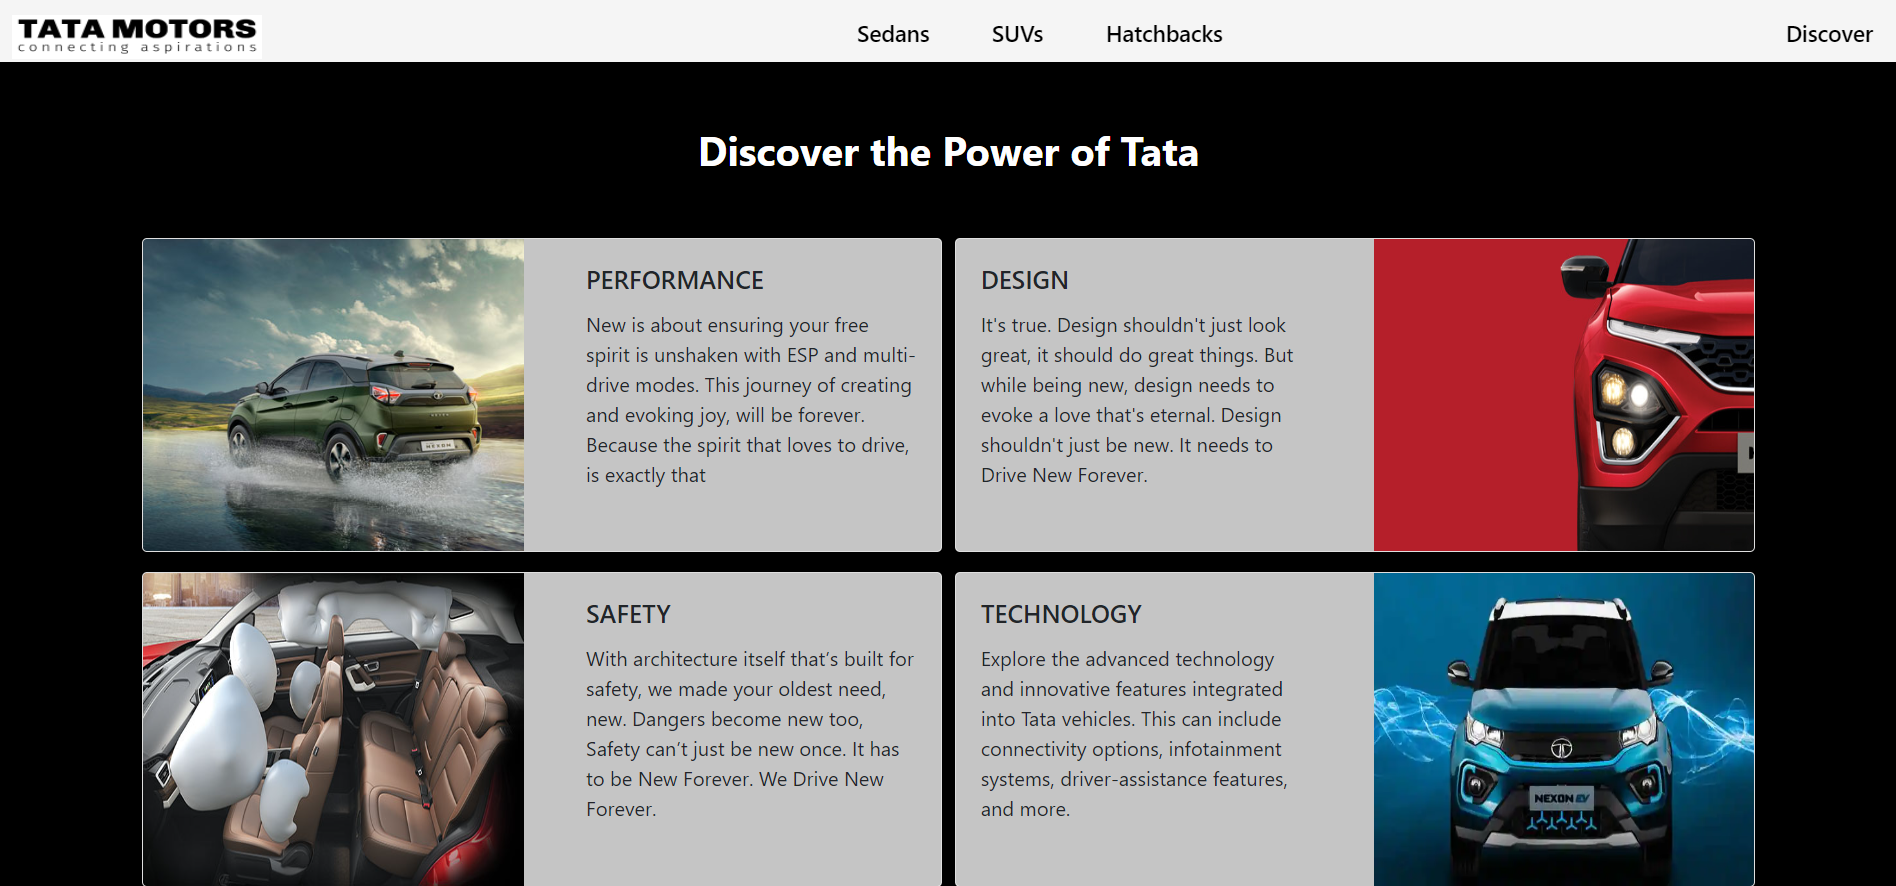 TATA MOTORS
connecting aspirations
Sedans
SUVs
Hatchbacks
Discover
Discover the Power of Tata
PERFORMANCE
New is about ensuring your free
spirit is unshaken with ESP and multi-
drive modes. This journey of creating
and evoking joy, will be forever.
Because the spirit that loves to drive,
is exactly that
DESIGN
It's true. Design shouldn't just look
great, it should do great things. But
while being new, design needs to
evoke a love that's eternal. Design
shouldn't just be new. It needs to
Drive New Forever.
NEXON
SAFETY
With architecture itself that’s built for
safety, we made your oldest need,
new. Dangers become new too,
Safety can’t just be new once. It has
to be New Forever. We Drive New
Forever.
TECHNOLOGY
Explore the advanced technology
and innovative features integrated
into Tata vehicles. This can include
connectivity options, infotainment
systems, driver-assistance features,
and more.
NEXON EV